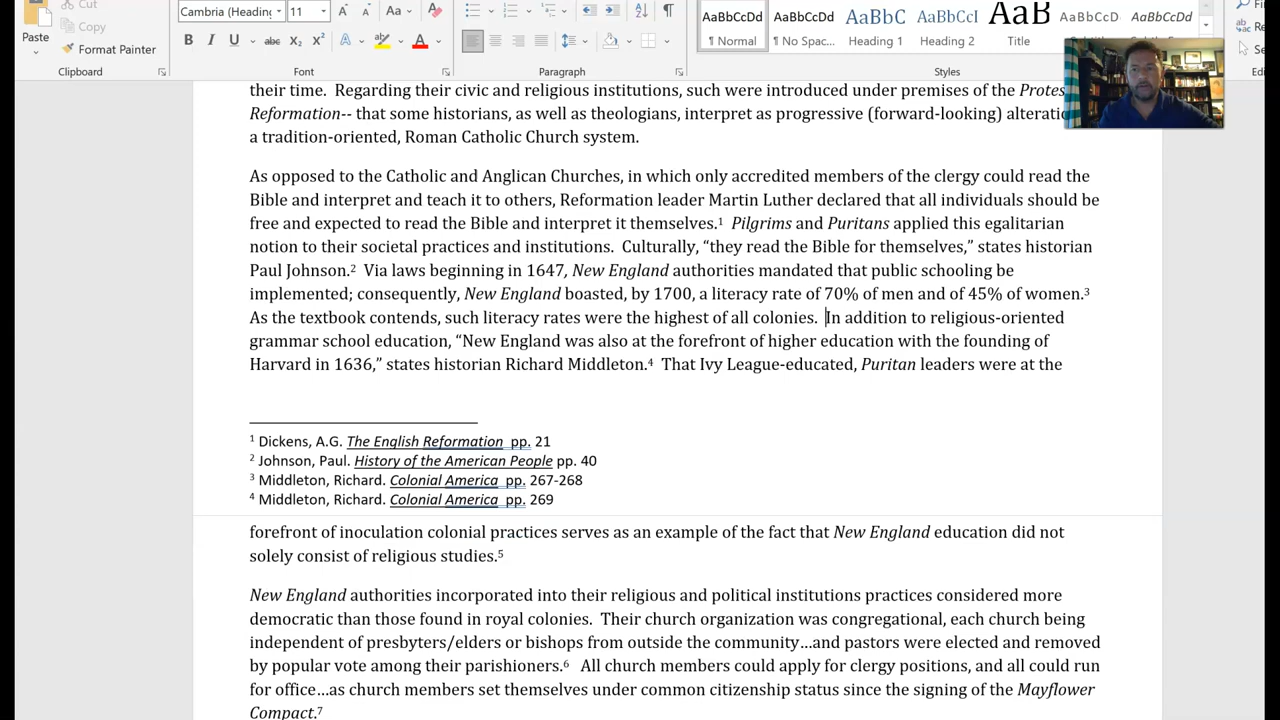 Cut
Copy
Paste
Format Painter
Clipboard
Cambria (Heading
11
Aa
B I U abc X₂ X²
A
Font
Paragraph
AaBbCcDd AaBbCcDd AaBbCc AaBbCcI AaB AaBbCcD AaBbCcDd
¶ Normal ¶ No Spac... Heading 1 Heading 2 Title
Styles
their time. Regarding their civic and religious institutions, such were introduced under premises of the Protes
Reformation-- that some historians, as well as theologians, interpret as progressive (forward-looking) alteratio
a tradition-oriented, Roman Catholic Church system.
As opposed to the Catholic and Anglican Churches, in which only accredited members of the clergy could read the
Bible and interpret and teach it to others, Reformation leader Martin Luther declared that all individuals should be
free and expected to read the Bible and interpret it themselves.¹ Pilgrims and Puritans applied this egalitarian
notion to their societal practices and institutions. Culturally, “they read the Bible for themselves,” states historian
Paul Johnson.² Via laws beginning in 1647, New England authorities mandated that public schooling be
implemented; consequently, New England boasted, by 1700, a literacy rate of 70% of men and of 45% of women.³
As the textbook contends, such literacy rates were the highest of all colonies. In addition to religious-oriented
grammar school education, “New England was also at the forefront of higher education with the founding of
Harvard in 1636,” states historian Richard Middleton.⁴ That Ivy League-educated, Puritan leaders were at the
¹ Dickens, A.G. The English Reformation pp. 21
² Johnson, Paul. History of the American People pp. 40
³ Middleton, Richard. Colonial America pp. 267-268
⁴ Middleton, Richard. Colonial America pp. 269
forefront of inoculation colonial practices serves as an example of the fact that New England education did not
solely consist of religious studies.⁵
New England authorities incorporated into their religious and political institutions practices considered more
democratic than those found in royal colonies. Their church organization was congregational, each church being
independent of presbyters/elders or bishops from outside the community…and pastors were elected and removed
by popular vote among their parishioners.⁶ All church members could apply for clergy positions, and all could run
for office…as church members set themselves under common citizenship status since the signing of the Mayflower
Compact.⁷